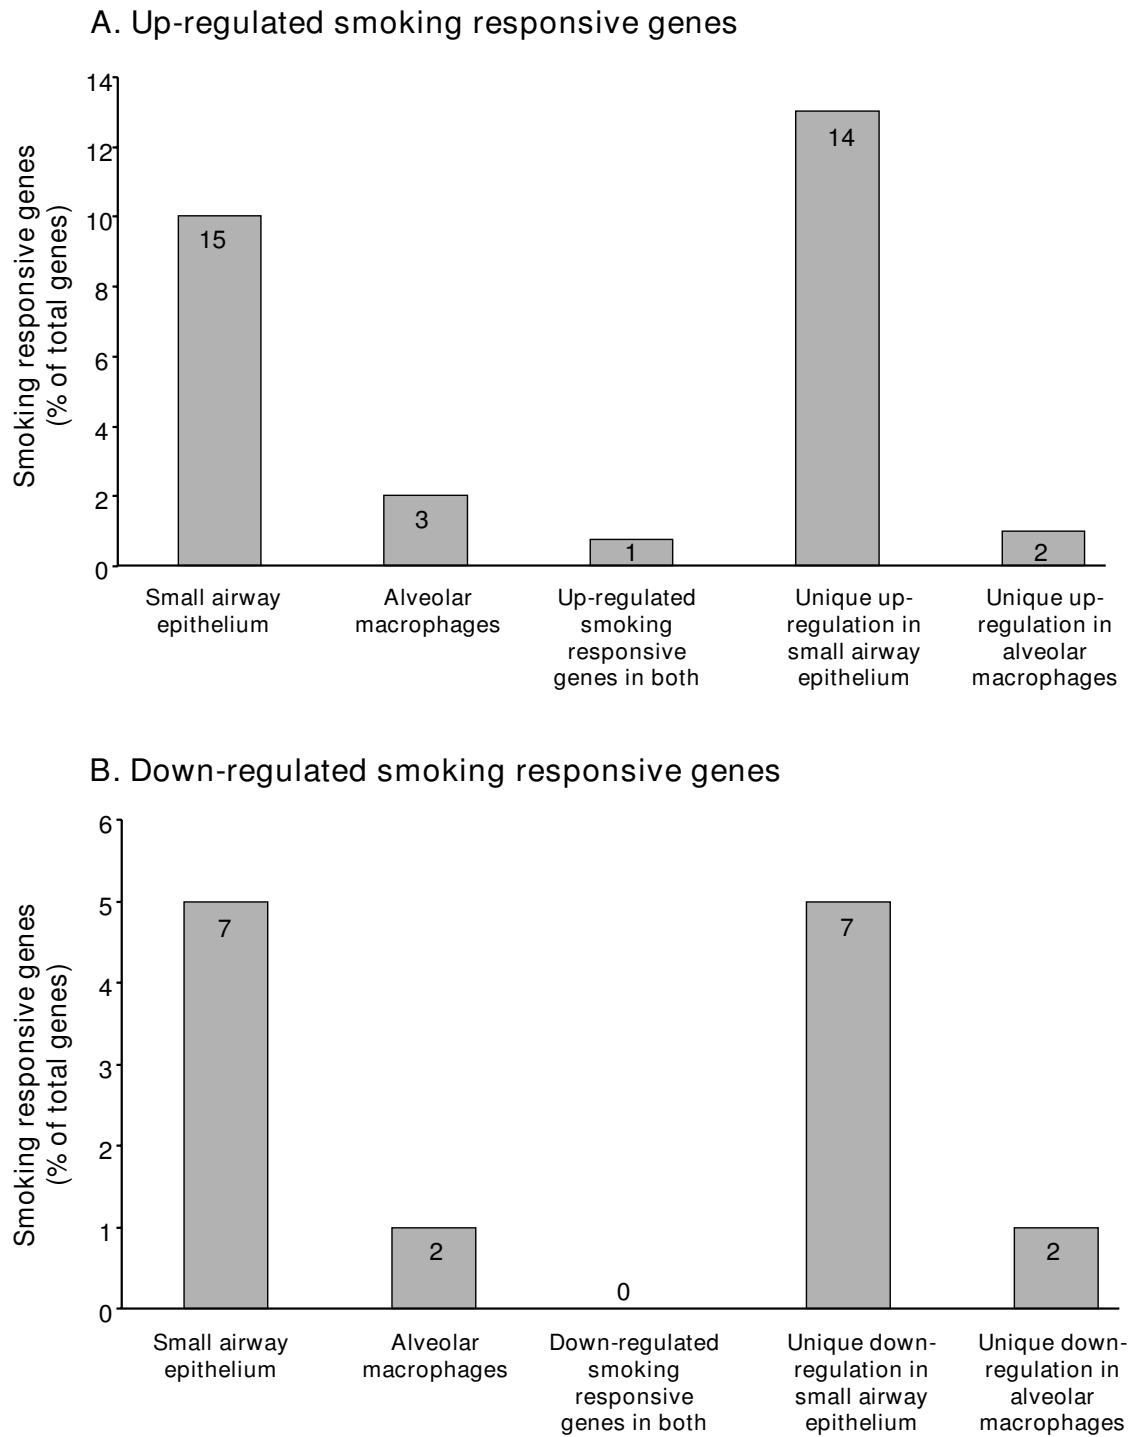 A. Up-regulated smoking responsive genes
Smoking responsive genes
(% of total genes)
14
12
10
8
6
4
2
0
15
3
1
14
2
Small airway
epithelium
Alveolar
macrophages
Up-regulated
smoking
responsive
genes in both
Unique up-
regulation in
small airway
epithelium
Unique up-
regulation in
alveolar
macrophages
B. Down-regulated smoking responsive genes
Smoking responsive genes
(% of total genes)
6
5
4
3
2
1
0
7
2
0
7
2
Small airway
epithelium
Alveolar
macrophages
Down-regulated
smoking
responsive
genes in both
Unique down-
regulation in
small airway
epithelium
Unique down-
regulation in
alveolar
macrophages